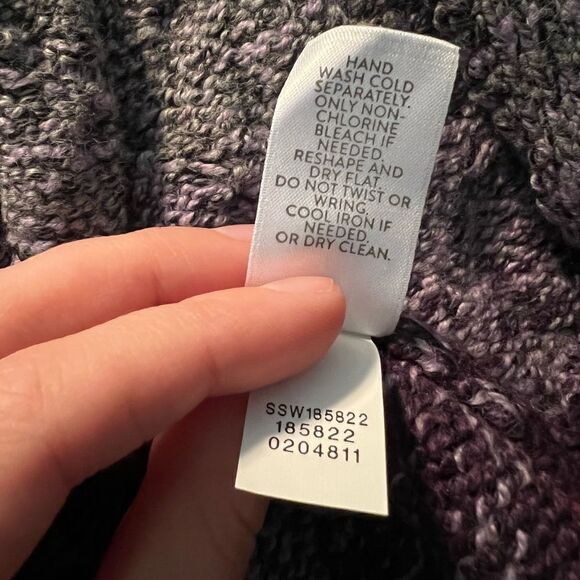 HAND
WASH COLD
SEPARATELY.
ONLY NON-
CHLORINE
BLEACH IF
NEEDED.
RESHAPE AND
DRY FLAT.
DO NOT TWIST OR
WRING.
COOL IRON IF
NEEDED
OR DRY CLEAN.
SSW185822
185822
0204811